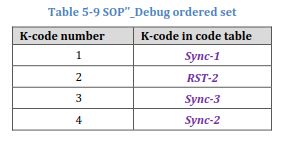 Table 5-9 SOP″_Debug ordered set
K-code number K-code in code table
1 Sync-1
2 RST-2
3 Sync-3
4 Sync-2